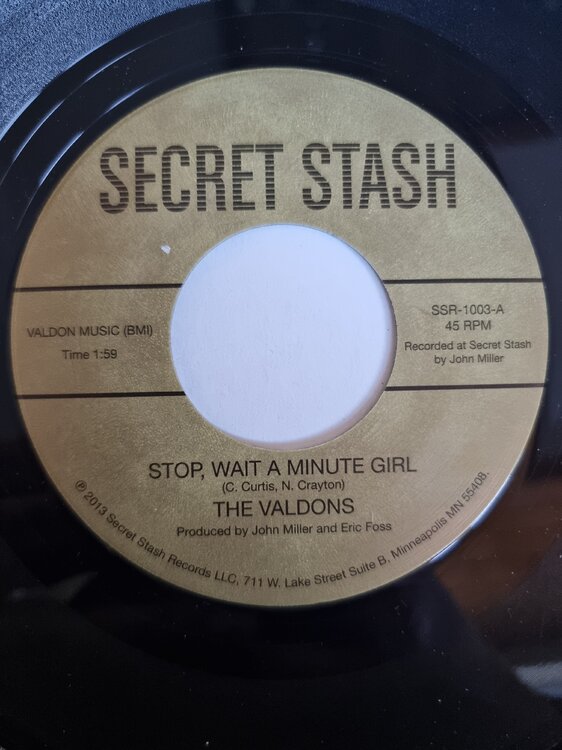 SECRET STASH
VALDON MUSIC (BMI)
Time 1:59
SSR-1003-A
45 RPM
Recorded at Secret Stash
by John Miller
STOP, WAIT A MINUTE GIRL
(C. Curtis, N. Crayton)
THE VALDONS
Produced by John Miller and Eric Foss
℗ 2013 Secret Stash Records LLC, 711 W. Lake Street Suite B, Minneapolis MN 55408.